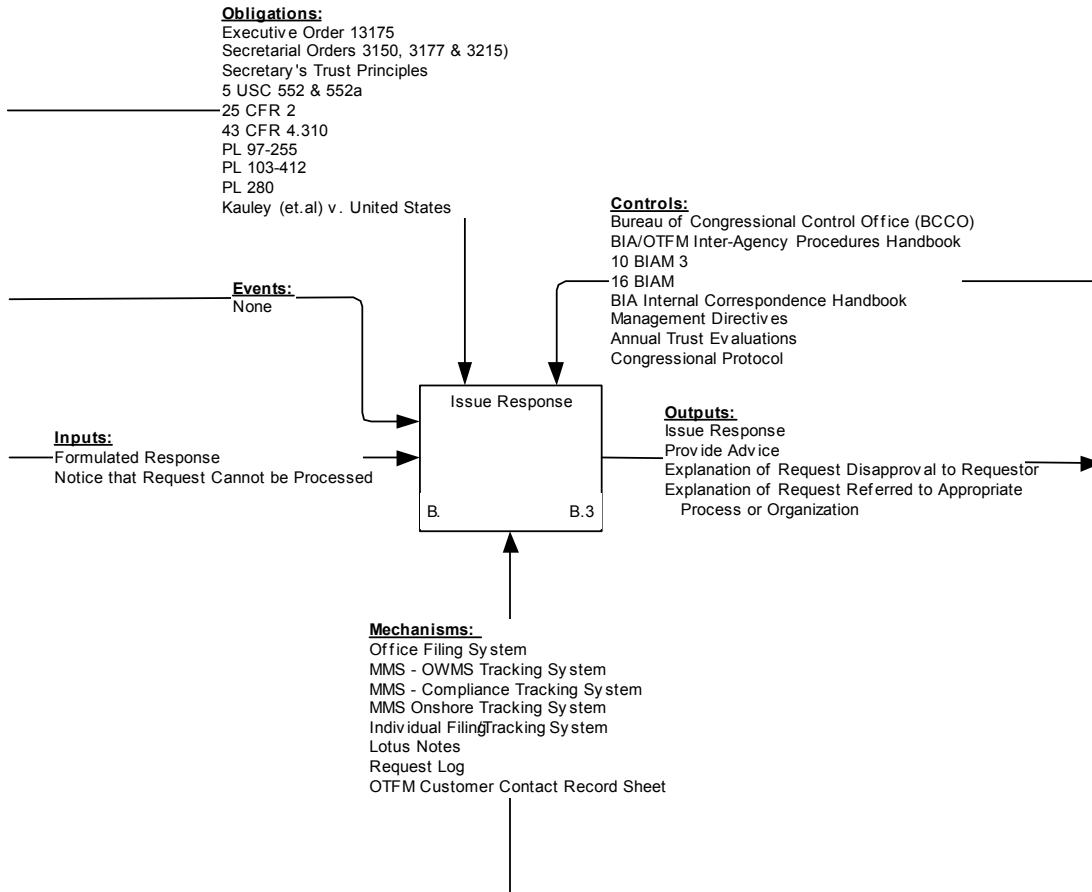 Obligations:
Executive Order 13175
Secretarial Orders 3150, 3177 & 3215)
Secretary's Trust Principles
5 USC 552 & 552a
25 CFR 2
43 CFR 4.310
PL 97-255
PL 103-412
PL 280
Kauley (et.al) v. United States
Controls:
Bureau of Congressional Control Office (BCCO)
BIA/OTFM Inter-Agency Procedures Handbook
10 BIAM 3
16 BIAM
BIA Internal Correspondence Handbook
Management Directives
Annual Trust Evaluations
Congressional Protocol
Events:
None
Inputs:
Formulated Response
Notice that Request Cannot be Processed
Issue Response
B. B.3
Outputs:
Issue Response
Provide Advice
Explanation of Request Disapproval to Requestor
Explanation of Request Referred to Appropriate
Process or Organization
Mechanisms:
Office Filing System
MMS - OWMS Tracking System
MMS - Compliance Tracking System
MMS Onshore Tracking System
Individual Filing/Tracking System
Lotus Notes
Request Log
OTFM Customer Contact Record Sheet